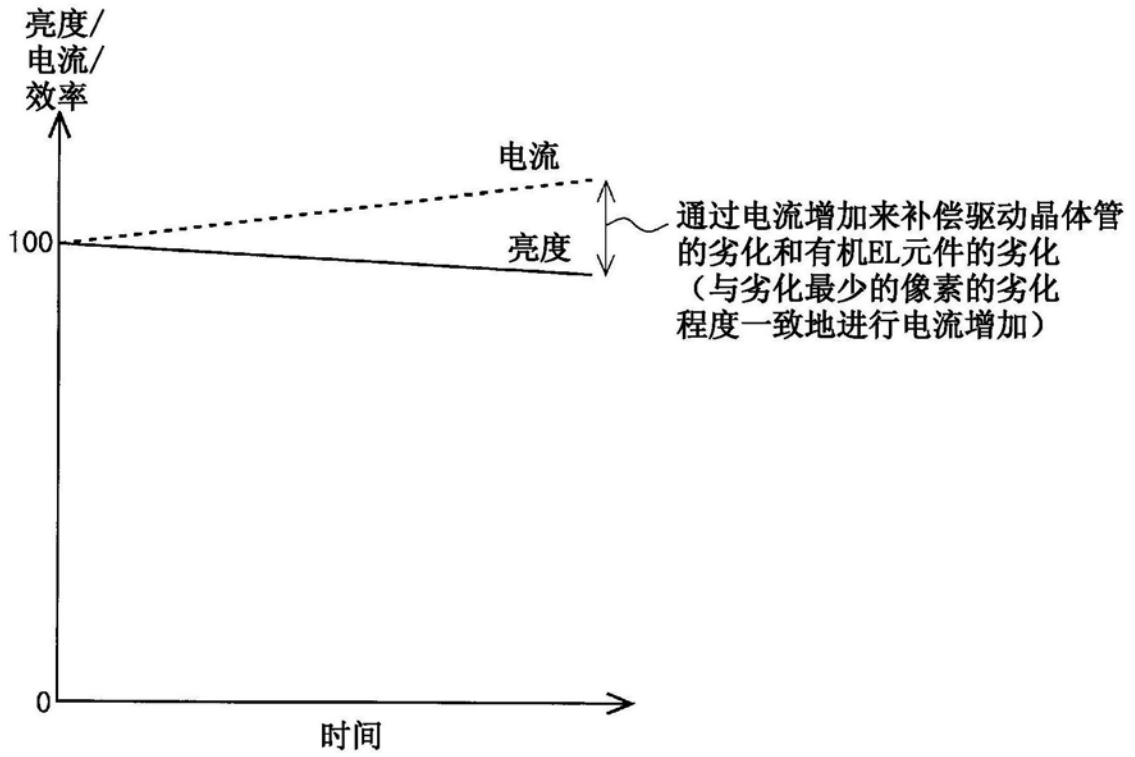 亮度/
电流/
效率
电流
100
亮度
通过电流增加来补偿驱动晶体管
的劣化和有机EL元件的劣化
（与劣化最少的像素的劣化
程度一致地进行电流增加）
0
时间